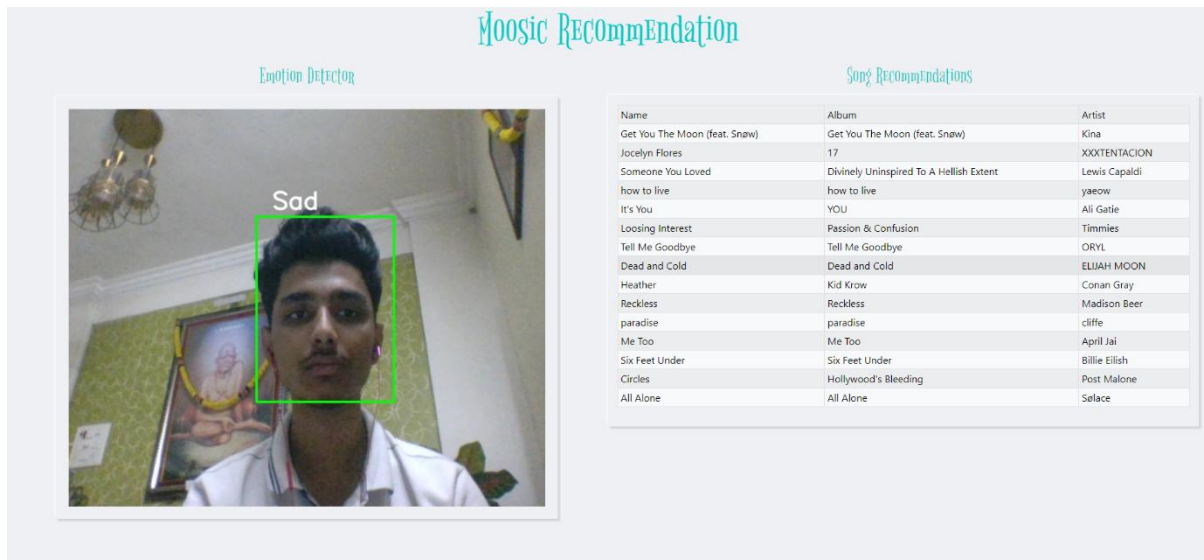 Moosic Recommendation
Emotion Detector
Song Recommendations
Sad
Name Album Artist
Get You The Moon (feat. Snøw) Get You The Moon (feat. Snøw) Kina
Jocelyn Flores 17 XXXTENTACION
Someone You Loved Divinely Uninspired To A Hellish Extent Lewis Capaldi
how to live how to live yaeow
It's You YOU Ali Gatie
Loosing Interest Passion & Confusion Timmies
Tell Me Goodbye Tell Me Goodbye ORYL
Dead and Cold Dead and Cold ELIJAH MOON
Heather Kid Krow Conan Gray
Reckless Reckless Madison Beer
paradise paradise cliffe
Me Too Me Too April Jai
Six Feet Under Six Feet Under Billie Eilish
Circles Hollywood's Bleeding Post Malone
All Alone All Alone Sølace